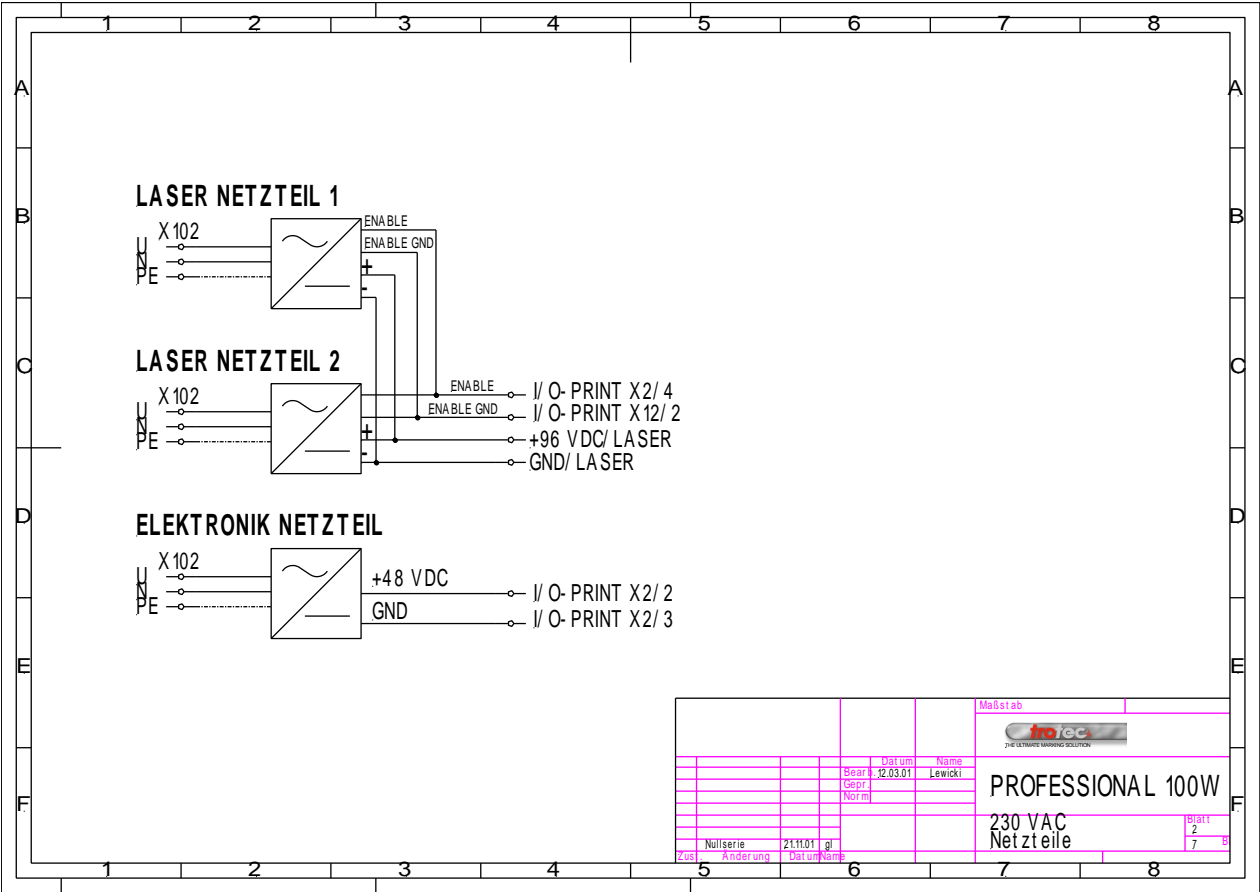 1 2 3 4 5 6 7 8
A A
B B
C C
D D
E E
F F
LASER NETZTEIL 1
X102
U
N
PE
ENABLE
ENABLE GND
+
-
LASER NETZTEIL 2
X102
U
N
PE
+
-
ENABLE
ENABLE GND
I/O-PRINT X2/4
I/O-PRINT X12/2
+96 VDC/LASER
GND/LASER
ELEKTRONIK NETZTEIL
X102
U
N
PE
+48 VDC
GND
I/O-PRINT X2/2
I/O-PRINT X2/3
Maßstab
trotec
THE ULTIMATE MARKING SOLUTION
Datum Name
Bearb. 12.03.01 Lewicki
Gepr.
Norm
PROFESSIONAL 100W
230 VAC
Netzteile
Blatt
2
7 B
Nullserie 21.11.01 gl
Zust. Änderung Datum Name
1 2 3 4 5 6 7 8